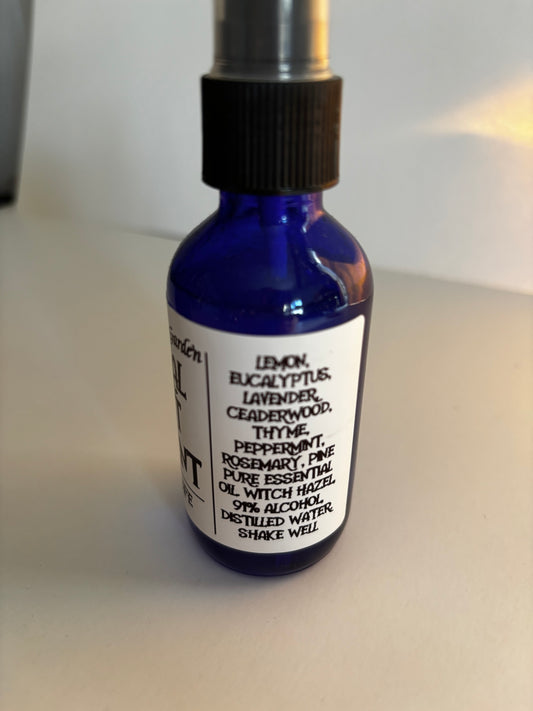 Garden
LEMON,
EUCALYPTUS,
LAVENDER,
CEADERWOOD,
THYME,
PEPPERMINT,
ROSEMARY, PINE
PURE ESSENTIAL
OIL, WITCH HAZEL
91% ALCOHOL,
DISTILLED WATER
SHAKE WELL